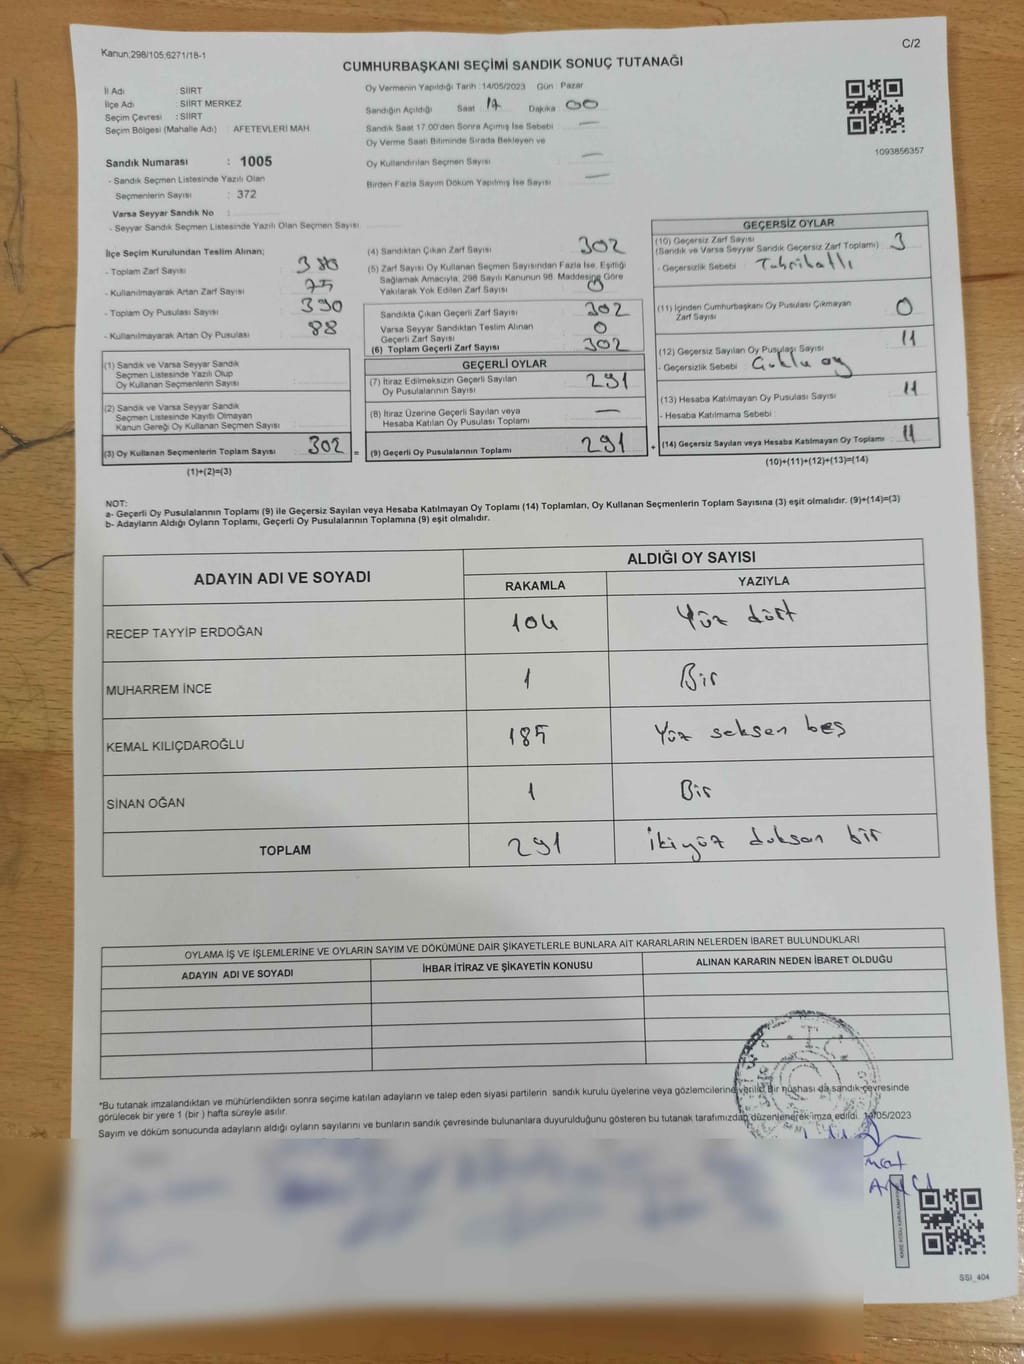 Kanun;298/105;6271/18-1
C/2
CUMHURBAŞKANI SEÇİMİ SANDIK SONUÇ TUTANAĞI
İl Adı : SİİRT
İlçe Adı : SİİRT MERKEZ
Seçim Çevresi : SİİRT
Seçim Bölgesi (Mahalle Adı) : AFETEVLERİ MAH.
Sandık Numarası : 1005
- Sandık Seçmen Listesinde Yazılı Olan
Seçmenlerin Sayısı : 372
Varsa Seyyar Sandık No :
- Seyyar Sandık Seçmen Listesinde Yazılı Olan Seçmen Sayısı
Oy Vermenin Yapıldığı Tarih :14/05/2023 Gün : Pazar
Sandığın Açıldığı Saat 17 Dakika 00
Sandık Saat 17:00'den Sonra Açılmış İse Sebebi —
Oy Verme Saati Bitiminde Sırada Bekleyen ve
Oy Kullandırılan Seçmen Sayısı —
Birden Fazla Sayım Döküm Yapılmış İse Sayısı —
1093856357
İlçe Seçim Kurulundan Teslim Alınan;
- Toplam Zarf Sayısı 380
- Kullanılmayarak Artan Zarf Sayısı 75
- Toplam Oy Pusulası Sayısı 390
- Kullanılmayarak Artan Oy Pusulası 88
(1) Sandık ve Varsa Seyyar Sandık
Seçmen Listesinde Yazılı Olup
Oy Kullanan Seçmenlerin Sayısı
(2) Sandık ve Varsa Seyyar Sandık
Seçmen Listesinde Kayıtlı Olmayan
Kanun Gereği Oy Kullanan Seçmen Sayısı
(3) Oy Kullanan Seçmenlerin Toplam Sayısı 302
(1)+(2)=(3)
(4) Sandıktan Çıkan Zarf Sayısı 302
(5) Zarf Sayısı Oy Kullanan Seçmen Sayısından Fazla İse, Eşitliği
Sağlamak Amacıyla, 298 Sayılı Kanunun 98. Maddesine Göre
Yakılarak Yok Edilen Zarf Sayısı 0
Sandıkta Çıkan Geçerli Zarf Sayısı 302
Varsa Seyyar Sandıktan Teslim Alınan
Geçerli Zarf Sayısı 0
(6) Toplam Geçerli Zarf Sayısı 302
GEÇERLİ OYLAR
(7) İtiraz Edilmeksizin Geçerli Sayılan
Oy Pusulalarının Sayısı 291
(8) İtiraz Üzerine Geçerli Sayılan veya
Hesaba Katılan Oy Pusulası Toplamı —
= (9) Geçerli Oy Pusulalarının Toplamı 291 +
GEÇERSİZ OYLAR
(10) Geçersiz Zarf Sayısı
(Sandık ve Varsa Seyyar Sandık Geçersiz Zarf Toplamı) 3
- Geçersizlik Sebebi : Tahribatlı
(11) İçinden Cumhurbaşkanı Oy Pusulası Çıkmayan
Zarf Sayısı 0
(12) Geçersiz Sayılan Oy Pusulası Sayısı 11
- Geçersizlik Sebebi : Çoklu oy
(13) Hesaba Katılmayan Oy Pusulası Sayısı 11
- Hesaba Katılmama Sebebi :
(14) Geçersiz Sayılan veya Hesaba Katılmayan Oy Toplamı 11
(10)+(11)+(12)+(13)=(14)
NOT:
a- Geçerli Oy Pusulalarının Toplamı (9) ile Geçersiz Sayılan veya Hesaba Katılmayan Oy Toplamı (14) Toplamları, Oy Kullanan Seçmenlerin Toplam Sayısına (3) eşit olmalıdır. (9)+(14)=(3)
b- Adayların Aldığı Oyların Toplamı, Geçerli Oy Pusulalarının Toplamına (9) eşit olmalıdır.
ADAYIN ADI VE SOYADI ALDIĞI OY SAYISI
RAKAMLA YAZIYLA
RECEP TAYYİP ERDOĞAN 104 Yüz dört
MUHARREM İNCE 1 Bir
KEMAL KILIÇDAROĞLU 185 Yüz seksen beş
SİNAN OĞAN 1 Bir
TOPLAM 291 İkiyüz doksan bir
OYLAMA İŞ VE İŞLEMLERİNE VE OYLARIN SAYIM VE DÖKÜMÜNE DAİR ŞİKAYETLERLE BUNLARA AİT KARARLARIN NELERDEN İBARET BULUNDUKLARI
ADAYIN ADI VE SOYADI İHBAR İTİRAZ VE ŞİKAYETİN KONUSU ALINAN KARARIN NEDEN İBARET OLDUĞU
*Bu tutanak imzalandıktan ve mühürlendikten sonra seçime katılan adayların ve talep eden siyasi partilerin sandık kurulu üyelerine veya gözlemcilerine verilir. Bir nüshası da sandık çevresinde
görülecek bir yere 1 (bir ) hafta süreyle asılır.
Sayım ve döküm sonucunda adayların aldığı oyların sayılarını ve bunların sandık çevresinde bulunanlara duyurulduğunu gösteren bu tutanak tarafımızdan düzenlenerek imza edildi. 14/05/2023
SSI_404